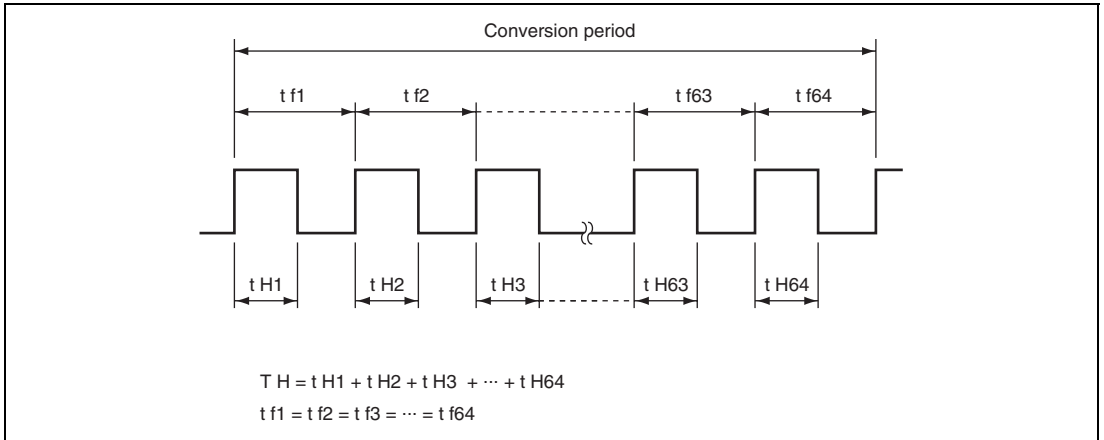 Conversion period
t f1 t f2 t f63 t f64
t H1 t H2 t H3 t H63 t H64
T H = t H1 + t H2 + t H3 + ··· + t H64
t f1 = t f2 = t f3 = ··· = t f64